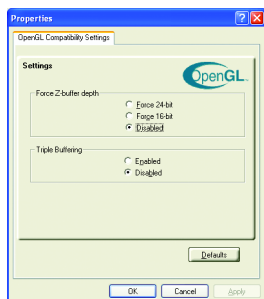 Properties
OpenGL Compatibility Settings
Settings
OpenGL
Force Z-buffer depth
Force 24-bit
Force 16-bit
Disabled
Triple Buffering
Enabled
Disabled
Defaults
OK
Cancel
Apply